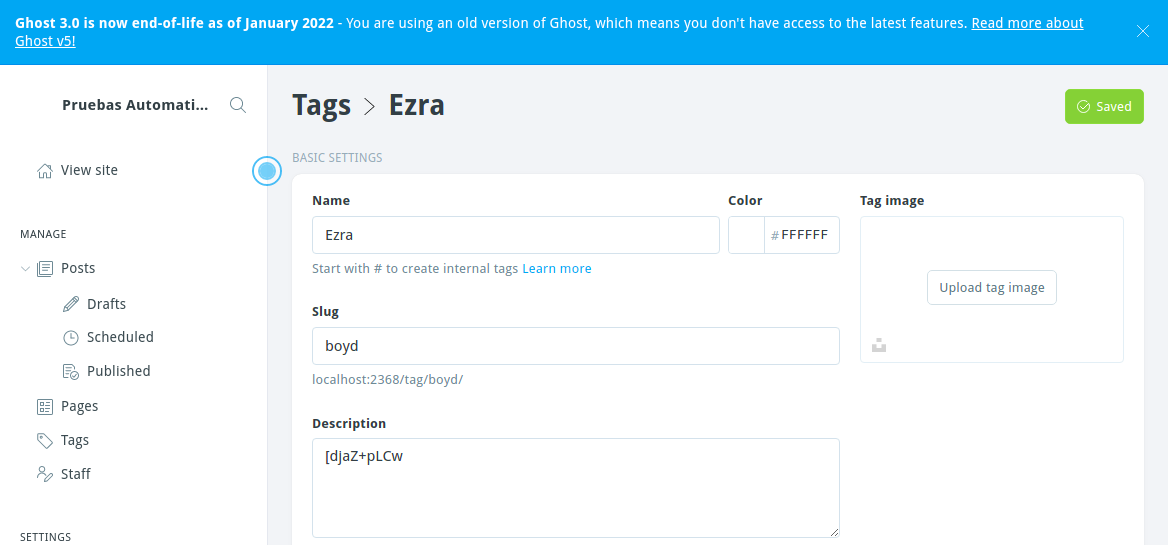 Ghost 3.0 is now end-of-life as of January 2022 - You are using an old version of Ghost, which means you don't have access to the latest features. Read more about
Ghost v5!
Pruebas Automati...
View site
MANAGE
Posts
Drafts
Scheduled
Published
Pages
Tags
Staff
SETTINGS
Tags > Ezra
Saved
BASIC SETTINGS
Name
Ezra
Start with # to create internal tags Learn more
Color
#FFFFFF
Slug
boyd
localhost:2368/tag/boyd/
Description
[djaZ+pLCw
Tag image
Upload tag image